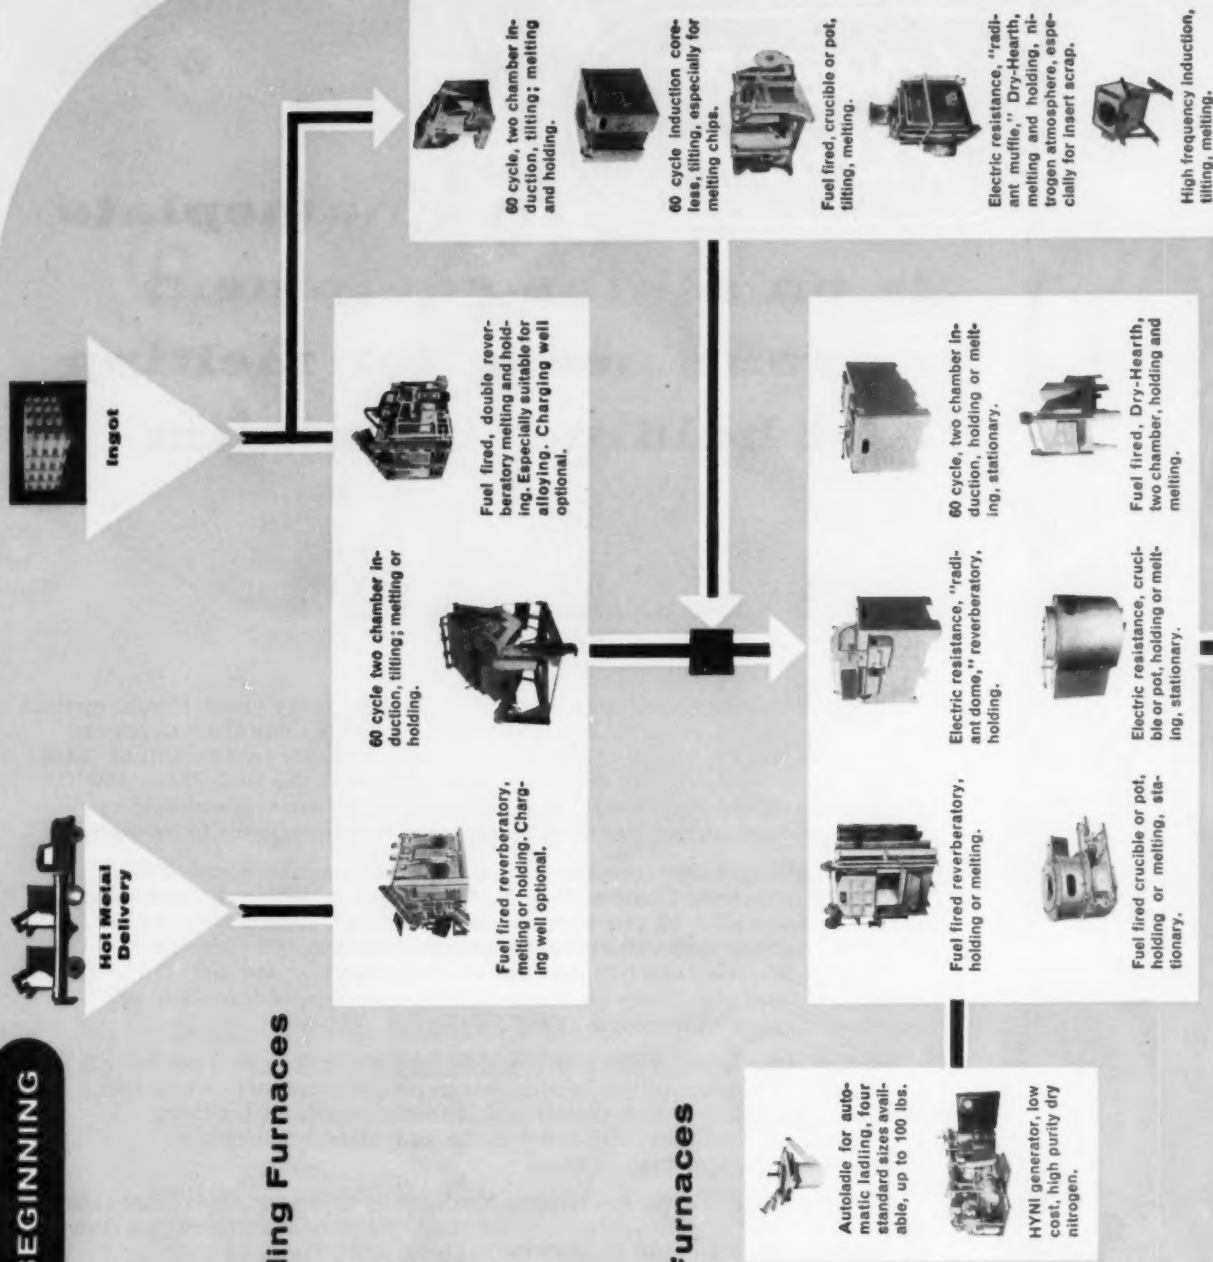 BEGINNING
Hot Metal
Delivery
Ingot
ding Furnaces
Fuel fired reverberatory,
melting or holding. Charg-
ing well optional.
60 cycle two chamber in-
duction, tilting; melting or
holding.
Fuel fired, double rever-
beratory melting and hold-
ing. Especially suitable for
alloying. Charging well
optional.
60 cycle, two chamber in-
duction, tilting; melting
and holding.
60 cycle induction core-
less, tilting, especially for
melting chips.
Fuel fired, crucible or pot,
tilting, melting.
Electric resistance, "radi-
ant muffle," Dry-Hearth,
melting and holding, ni-
trogen atmosphere, espe-
cially for insert scrap.
High frequency induction,
tilting, melting.
Furnaces
Fuel fired reverberatory,
holding or melting.
Electric resistance, "radi-
ant dome," reverberatory,
holding.
60 cycle, two chamber in-
duction, holding or melt-
ing, stationary.
Fuel fired crucible or pot,
holding or melting, sta-
tionary.
Electric resistance, cruci-
ble or pot, holding or melt-
ing, stationary.
Fuel fired, Dry-Hearth,
two chamber, holding and
melting.
Autoladle for auto-
matic ladling, four
standard sizes avail-
able, up to 100 lbs.
HYNI generator, low
cost, high purity dry
nitrogen.